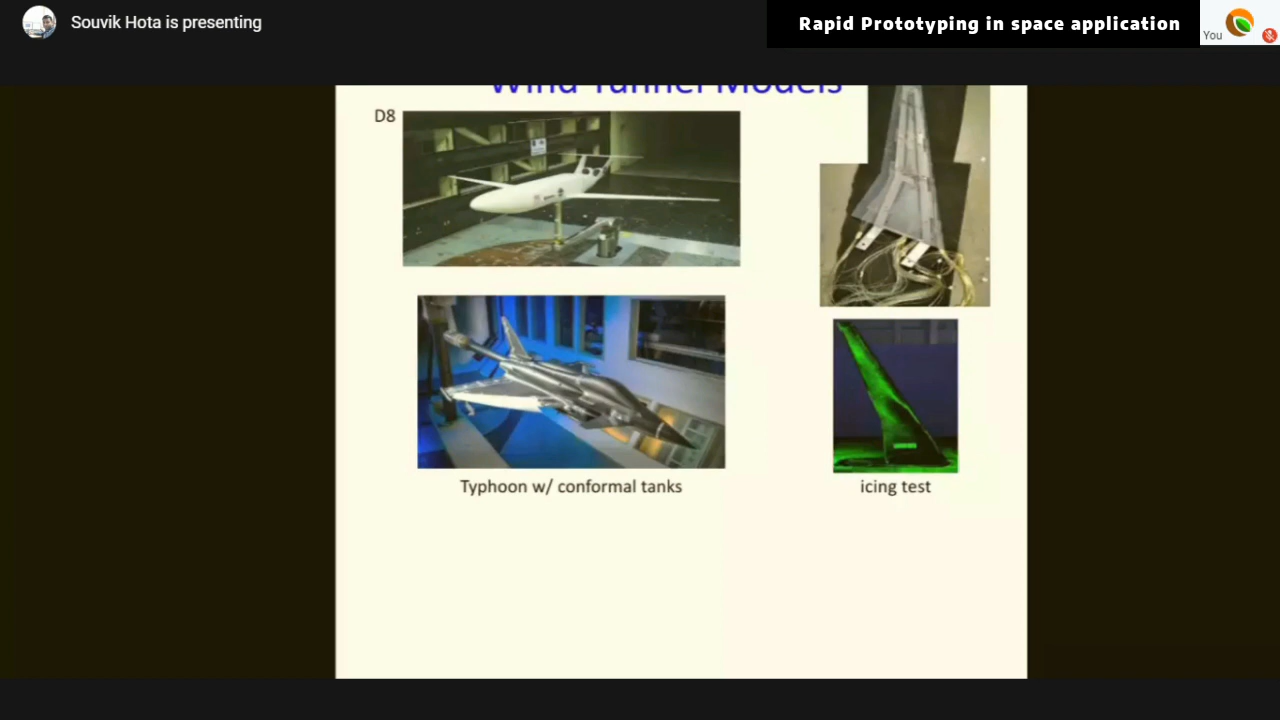 Souvik Hota is presenting
Rapid Prototyping in space application
You
Wind Tunnel Models
D8
Typhoon w/ conformal tanks
icing test